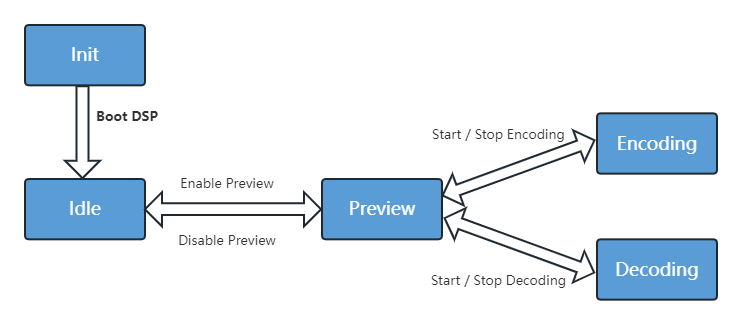 Init
Boot DSP
Idle
Enable Preview
Disable Preview
Preview
Start / Stop Encoding
Encoding
Start / Stop Decoding
Decoding